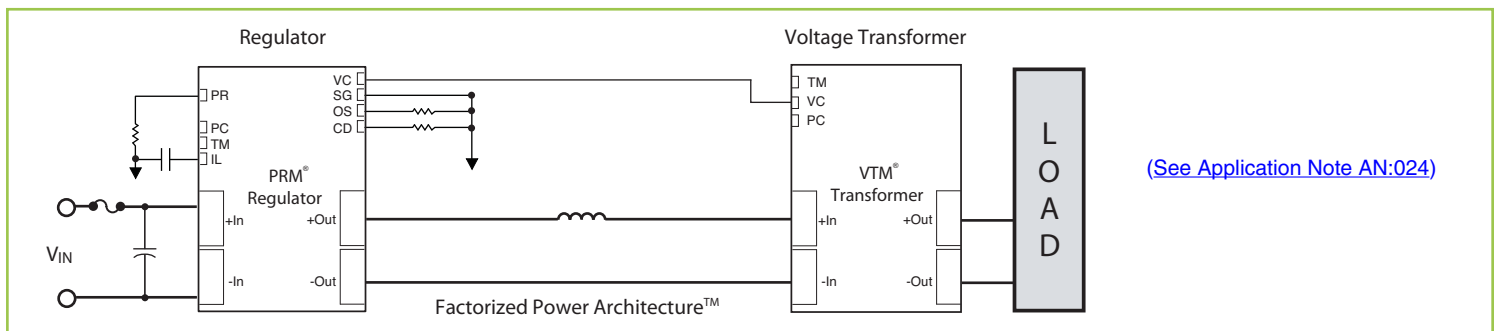 Regulator
Voltage Transformer
PR
PC
TM
IL
VC
SG
OS
CD
PRM®
Regulator
+In
-In
+Out
-Out
VIN
Factorized Power Architecture™
TM
VC
PC
VTM®
Transformer
+In
-In
+Out
-Out
LOAD
(See Application Note AN:024)